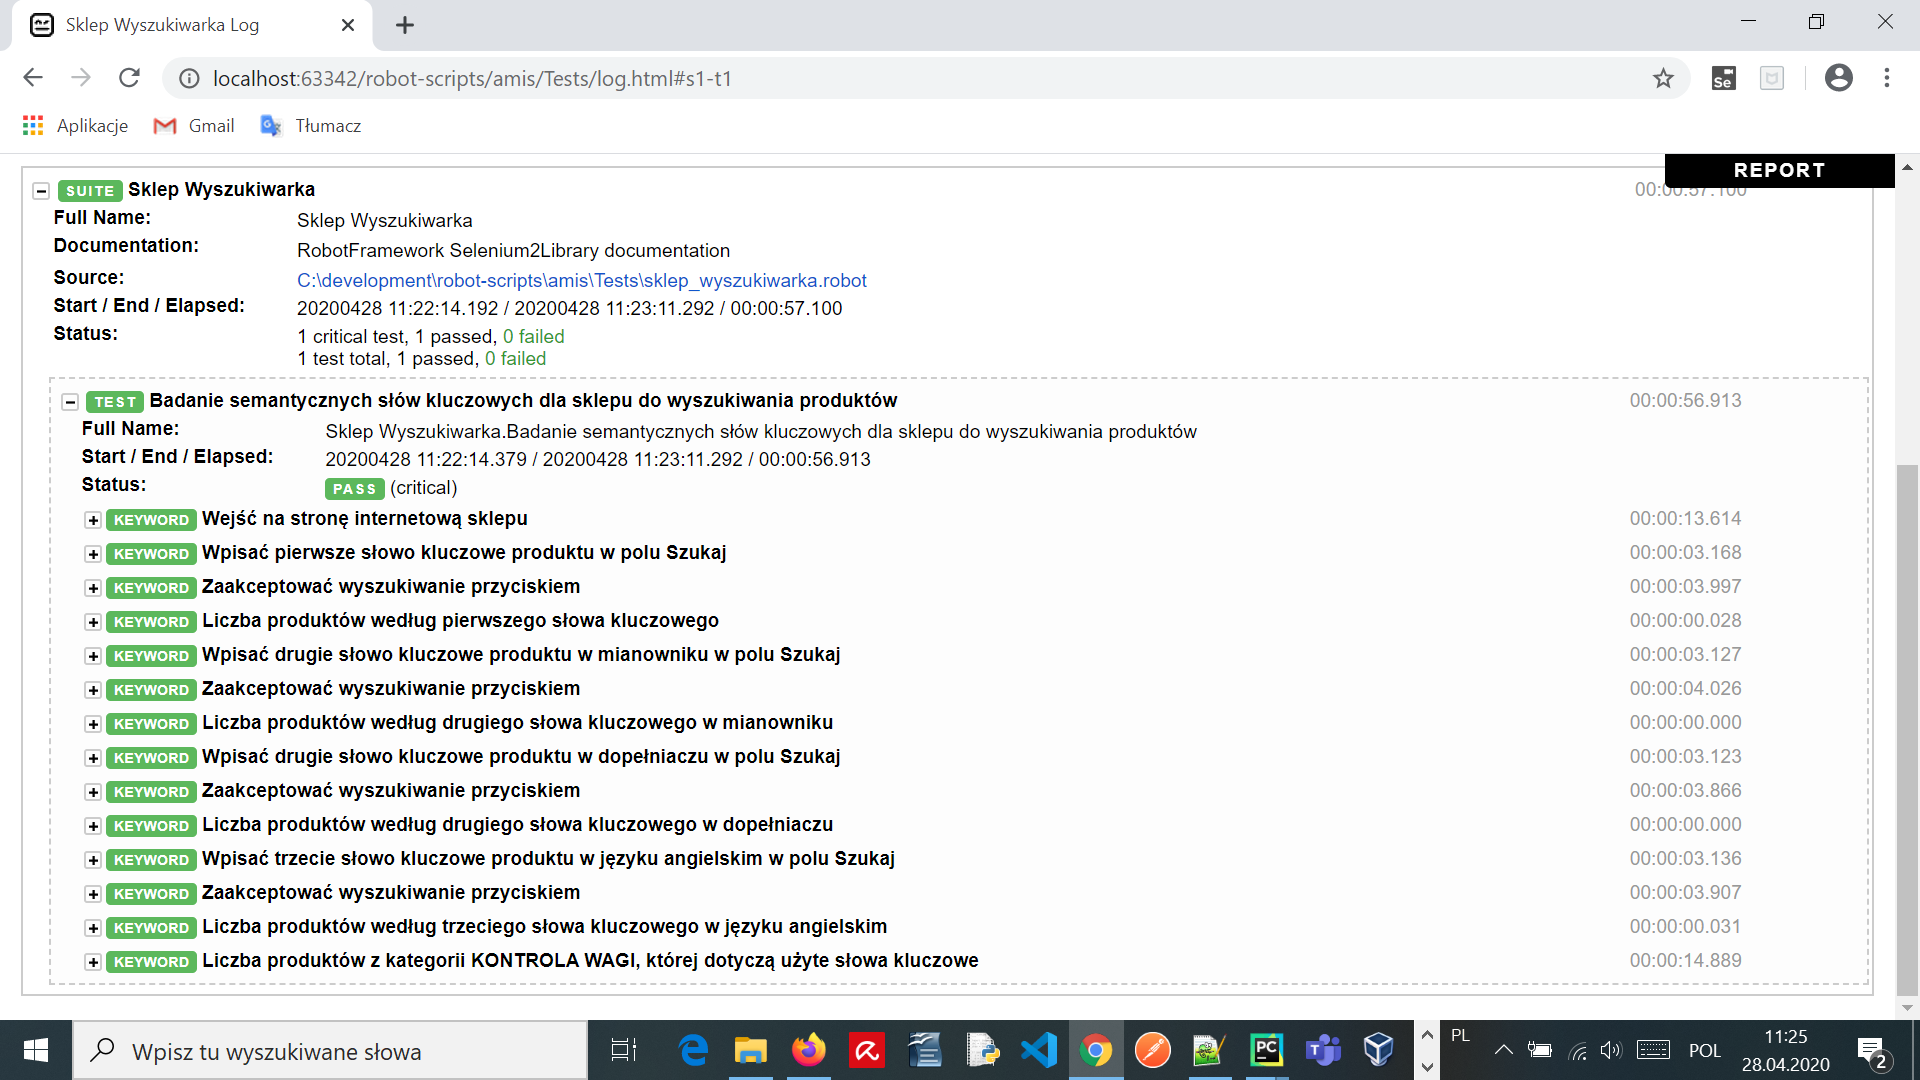 Sklep Wyszukiwarka Log
localhost:63342/robot-scripts/amis/Tests/log.html#s1-t1
Se
Aplikacje Gmail Tłumacz
REPORT
SUITE Sklep Wyszukiwarka 00:00:57.100
Full Name: Sklep Wyszukiwarka
Documentation: RobotFramework Selenium2Library documentation
Source: C:\development\robot-scripts\amis\Tests\sklep_wyszukiwarka.robot
Start / End / Elapsed: 20200428 11:22:14.192 / 20200428 11:23:11.292 / 00:00:57.100
Status: 1 critical test, 1 passed, 0 failed
1 test total, 1 passed, 0 failed
TEST Badanie semantycznych słów kluczowych dla sklepu do wyszukiwania produktów 00:00:56.913
Full Name: Sklep Wyszukiwarka.Badanie semantycznych słów kluczowych dla sklepu do wyszukiwania produktów
Start / End / Elapsed: 20200428 11:22:14.379 / 20200428 11:23:11.292 / 00:00:56.913
Status: PASS (critical)
KEYWORD Wejść na stronę internetową sklepu 00:00:13.614
KEYWORD Wpisać pierwsze słowo kluczowe produktu w polu Szukaj 00:00:03.168
KEYWORD Zaakceptować wyszukiwanie przyciskiem 00:00:03.997
KEYWORD Liczba produktów według pierwszego słowa kluczowego 00:00:00.028
KEYWORD Wpisać drugie słowo kluczowe produktu w mianowniku w polu Szukaj 00:00:03.127
KEYWORD Zaakceptować wyszukiwanie przyciskiem 00:00:04.026
KEYWORD Liczba produktów według drugiego słowa kluczowego w mianowniku 00:00:00.000
KEYWORD Wpisać drugie słowo kluczowe produktu w dopełniaczu w polu Szukaj 00:00:03.123
KEYWORD Zaakceptować wyszukiwanie przyciskiem 00:00:03.866
KEYWORD Liczba produktów według drugiego słowa kluczowego w dopełniaczu 00:00:00.000
KEYWORD Wpisać trzecie słowo kluczowe produktu w języku angielskim w polu Szukaj 00:00:03.136
KEYWORD Zaakceptować wyszukiwanie przyciskiem 00:00:03.907
KEYWORD Liczba produktów według trzeciego słowa kluczowego w języku angielskim 00:00:00.031
KEYWORD Liczba produktów z kategorii KONTROLA WAGI, której dotyczą użyte słowa kluczowe 00:00:14.889
Wpisz tu wyszukiwane słowa
PC
T
PL
POL
11:25
28.04.2020
2